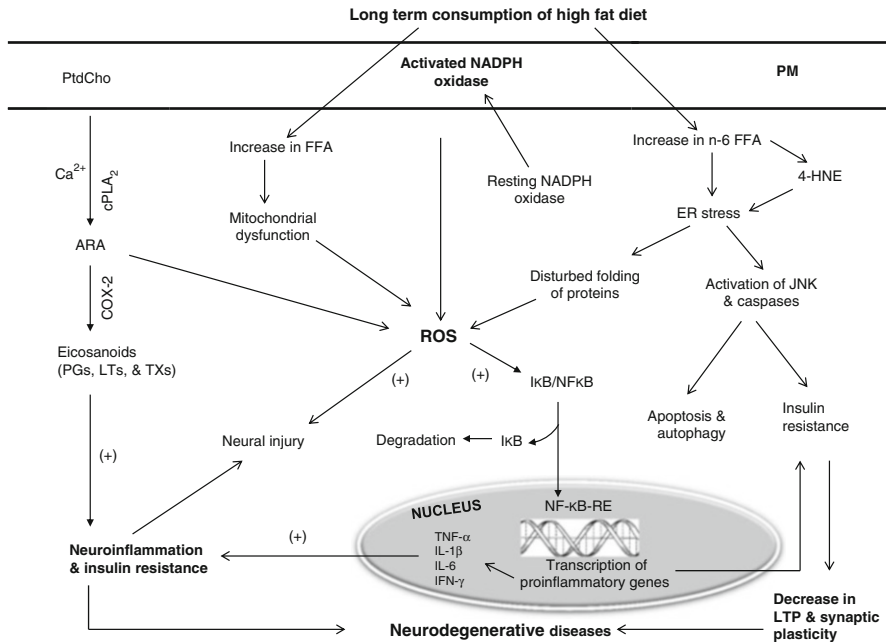 Long term consumption of high fat diet
PtdCho
Activated NADPH
oxidase
PM
Increase in FFA
Increase in n-6 FFA
Ca2+
cPLA2
Resting NADPH
oxidase
4-HNE
Mitochondrial
dysfunction
ER stress
ARA
Disturbed folding
of proteins
Activation of JNK
& caspases
COX-2
ROS
Eicosanoids
(PGs, LTs, & TXs)
(+)
(+)
IκB/NFκB
Apoptosis &
autophagy
Insulin
resistance
Neural injury
Degradation
IκB
(+)
NUCLEUS
NF-κB-RE
TNF-α
IL-1β
IL-6
IFN-γ
(+)
Transcription of
proinflammatory genes
Neuroinflammation
& insulin resistance
Decrease in
LTP & synaptic
plasticity
Neurodegenerative diseases